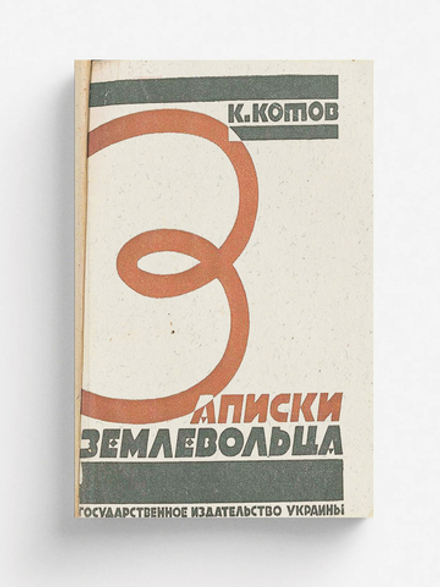 К. КОТОВ
ЗАПИСКИ
ЗЕМЛЕВОЛЬЦА
ГОСУДАРСТВЕННОЕ ИЗДАТЕЛЬСТВО УКРАИНЫ